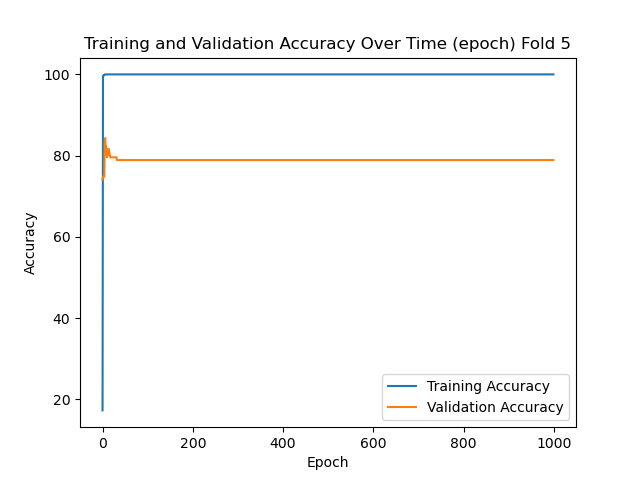 Training and Validation Accuracy Over Time (epoch) Fold 5
100
80
60
40
20
Accuracy
0
200
400
600
800
1000
Epoch
Training Accuracy
Validation Accuracy